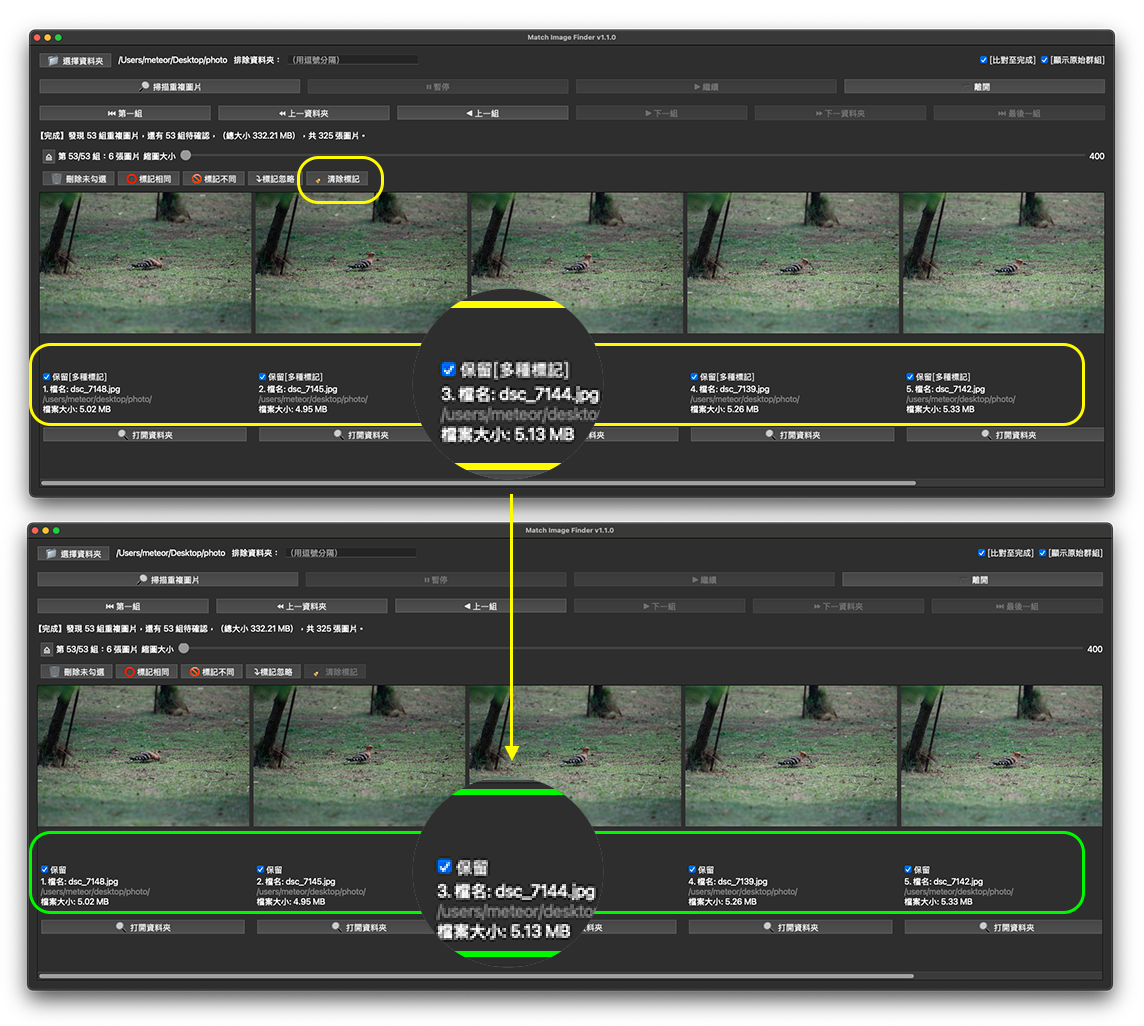 Match Image Finder v1.1.0
選擇資料夾 /Users/meteor/Desktop/photo 排除資料夾： （用逗號分隔） [比對至完成] [顯示原始群組]
掃描重複圖片 暫停 繼續 離開
第一組 上一資料夾 上一組 下一組 下一資料夾 最後一組
【完成】發現 53 組重複圖片，還有 53 組待確認，（總大小 332.21 MB），共 325 張圖片。
第 53/53 組：6 張圖片 縮圖大小 400
刪除未勾選 標記相同 標記不同 標記忽略 清除標記
保留[多種標記] 保留[多種標記] 保留[多種標記] 保留[多種標記] 保留[多種標記]
1. 檔名: dsc_7148.jpg 2. 檔名: dsc_7145.jpg 3. 檔名: dsc_7144.jpg 4. 檔名: dsc_7139.jpg 5. 檔名: dsc_7142.jpg
/users/meteor/desktop/photo/ /users/meteor/desktop/photo/ /users/meteor/deskto /users/meteor/desktop/photo/ /users/meteor/desktop/photo/
檔案大小: 5.02 MB 檔案大小: 4.95 MB 檔案大小: 5.13 MB 檔案大小: 5.26 MB 檔案大小: 5.33 MB
打開資料夾 打開資料夾 料夾 打開資料夾 打開資料夾
Match Image Finder v1.1.0
選擇資料夾 /Users/meteor/Desktop/photo 排除資料夾： （用逗號分隔） [比對至完成] [顯示原始群組]
掃描重複圖片 暫停 繼續 離開
第一組 上一資料夾 上一組 下一組 下一資料夾 最後一組
【完成】發現 53 組重複圖片，還有 53 組待確認，（總大小 332.21 MB），共 325 張圖片。
第 53/53 組：6 張圖片 縮圖大小 400
刪除未勾選 標記相同 標記不同 標記忽略 清除標記
保留 保留 保留 保留 保留
1. 檔名: dsc_7148.jpg 2. 檔名: dsc_7145.jpg 3. 檔名: dsc_7144.jpg 4. 檔名: dsc_7139.jpg 5. 檔名: dsc_7142.jpg
/users/meteor/desktop/photo/ /users/meteor/desktop/photo/ /users/meteor/deskto /users/meteor/desktop/photo/ /users/meteor/desktop/photo/
檔案大小: 5.02 MB 檔案大小: 4.95 MB 檔案大小: 5.13 MB 檔案大小: 5.26 MB 檔案大小: 5.33 MB
打開資料夾 打開資料夾 料夾 打開資料夾 打開資料夾